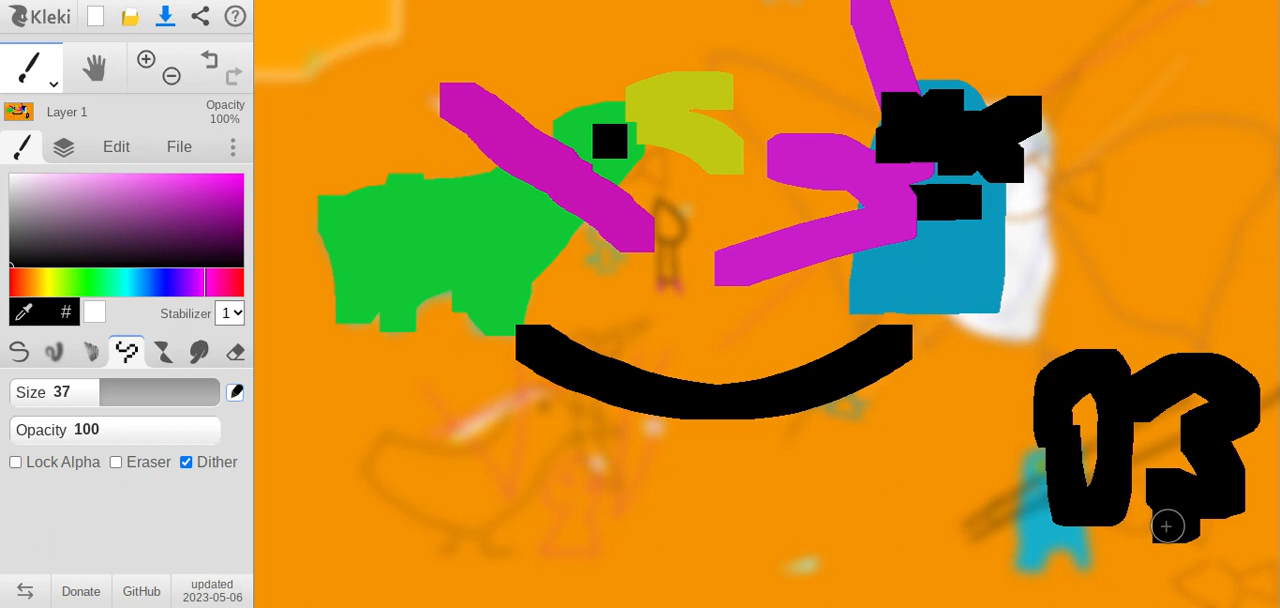 Kleki
Layer 1
Opacity
100%
Edit
File
#
Stabilizer 1
Size 37
Opacity 100
Lock Alpha
Eraser
Dither
Donate
GitHub
updated
2023-05-06
03